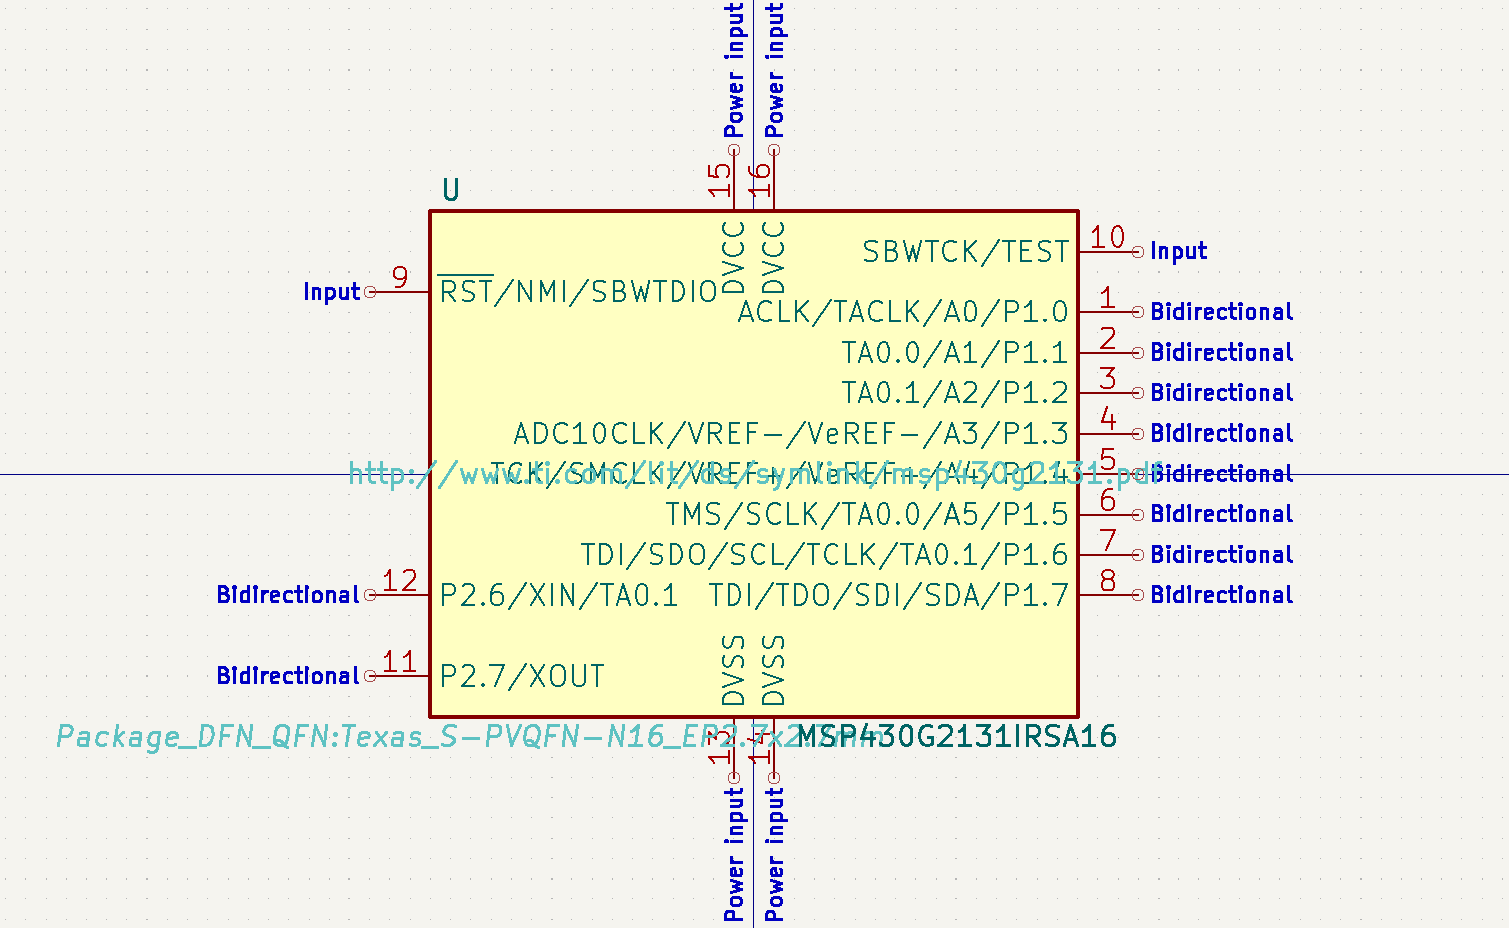 Power input
Power input
15
16
U
DVCC
DVCC
SBWTCK/TEST
10
Input
Input
9
RST/NMI/SBWTDIO
ACLK/TACLK/A0/P1.0
1
Bidirectional
TA0.0/A1/P1.1
2
Bidirectional
TA0.1/A2/P1.2
3
Bidirectional
ADC10CLK/VREF-/VeREF-/A3/P1.3
4
Bidirectional
http://www.ti.com/lit/ds/symlink/msp430g2131.pdf
TCK/SMCLK/VREF+/VeREF+/A4/P1.4
5
Bidirectional
TMS/SCLK/TA0.0/A5/P1.5
6
Bidirectional
TDI/SDO/SCL/TCLK/TA0.1/P1.6
7
Bidirectional
Bidirectional
12
P2.6/XIN/TA0.1
TDI/TDO/SDI/SDA/P1.7
8
Bidirectional
Bidirectional
11
P2.7/XOUT
DVSS
DVSS
Package_DFN_QFN:Texas_S-PVQFN-N16_EP2.7x2.7mm
MSP430G2131IRSA16
13
14
Power input
Power input